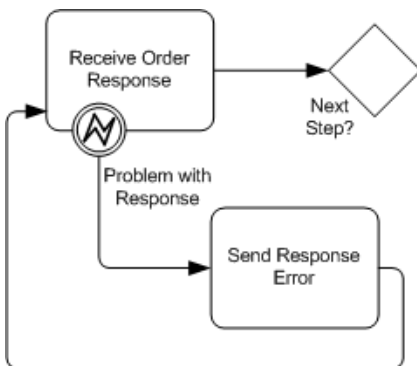 Receive Order
Response
Next
Step?
Problem with
Response
Send Response
Error